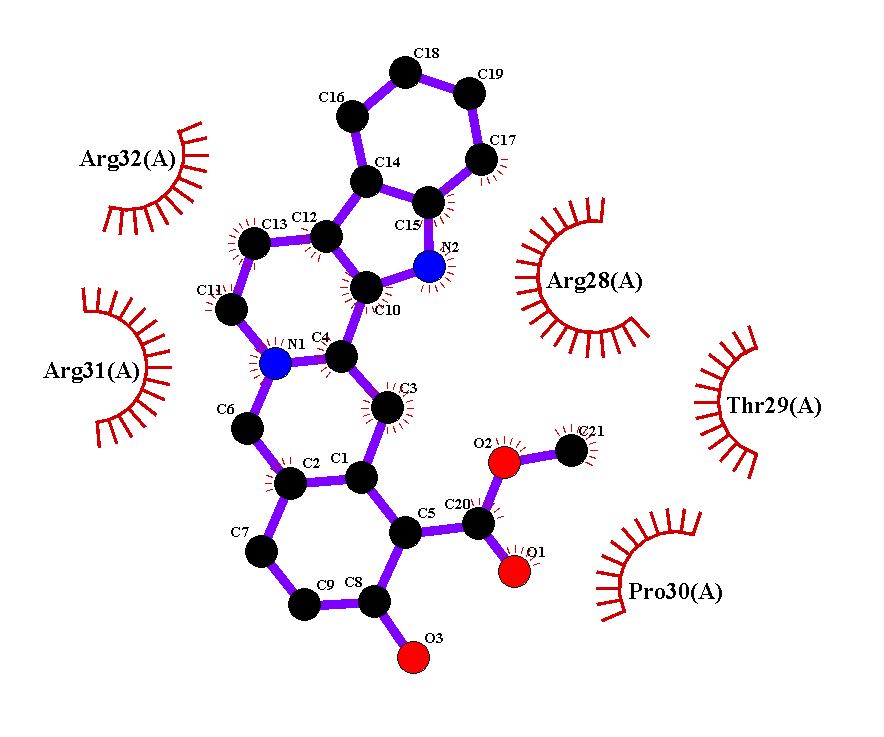 C18
C19
C16
C17
Arg32(A)
C14
C12
C13
C15
N2
Arg28(A)
C11
C10
C4
N1
Arg31(A)
C3
C6
Thr29(A)
C21
O2
C2
C1
C20
C5
C7
O1
C9
C8
Pro30(A)
O3